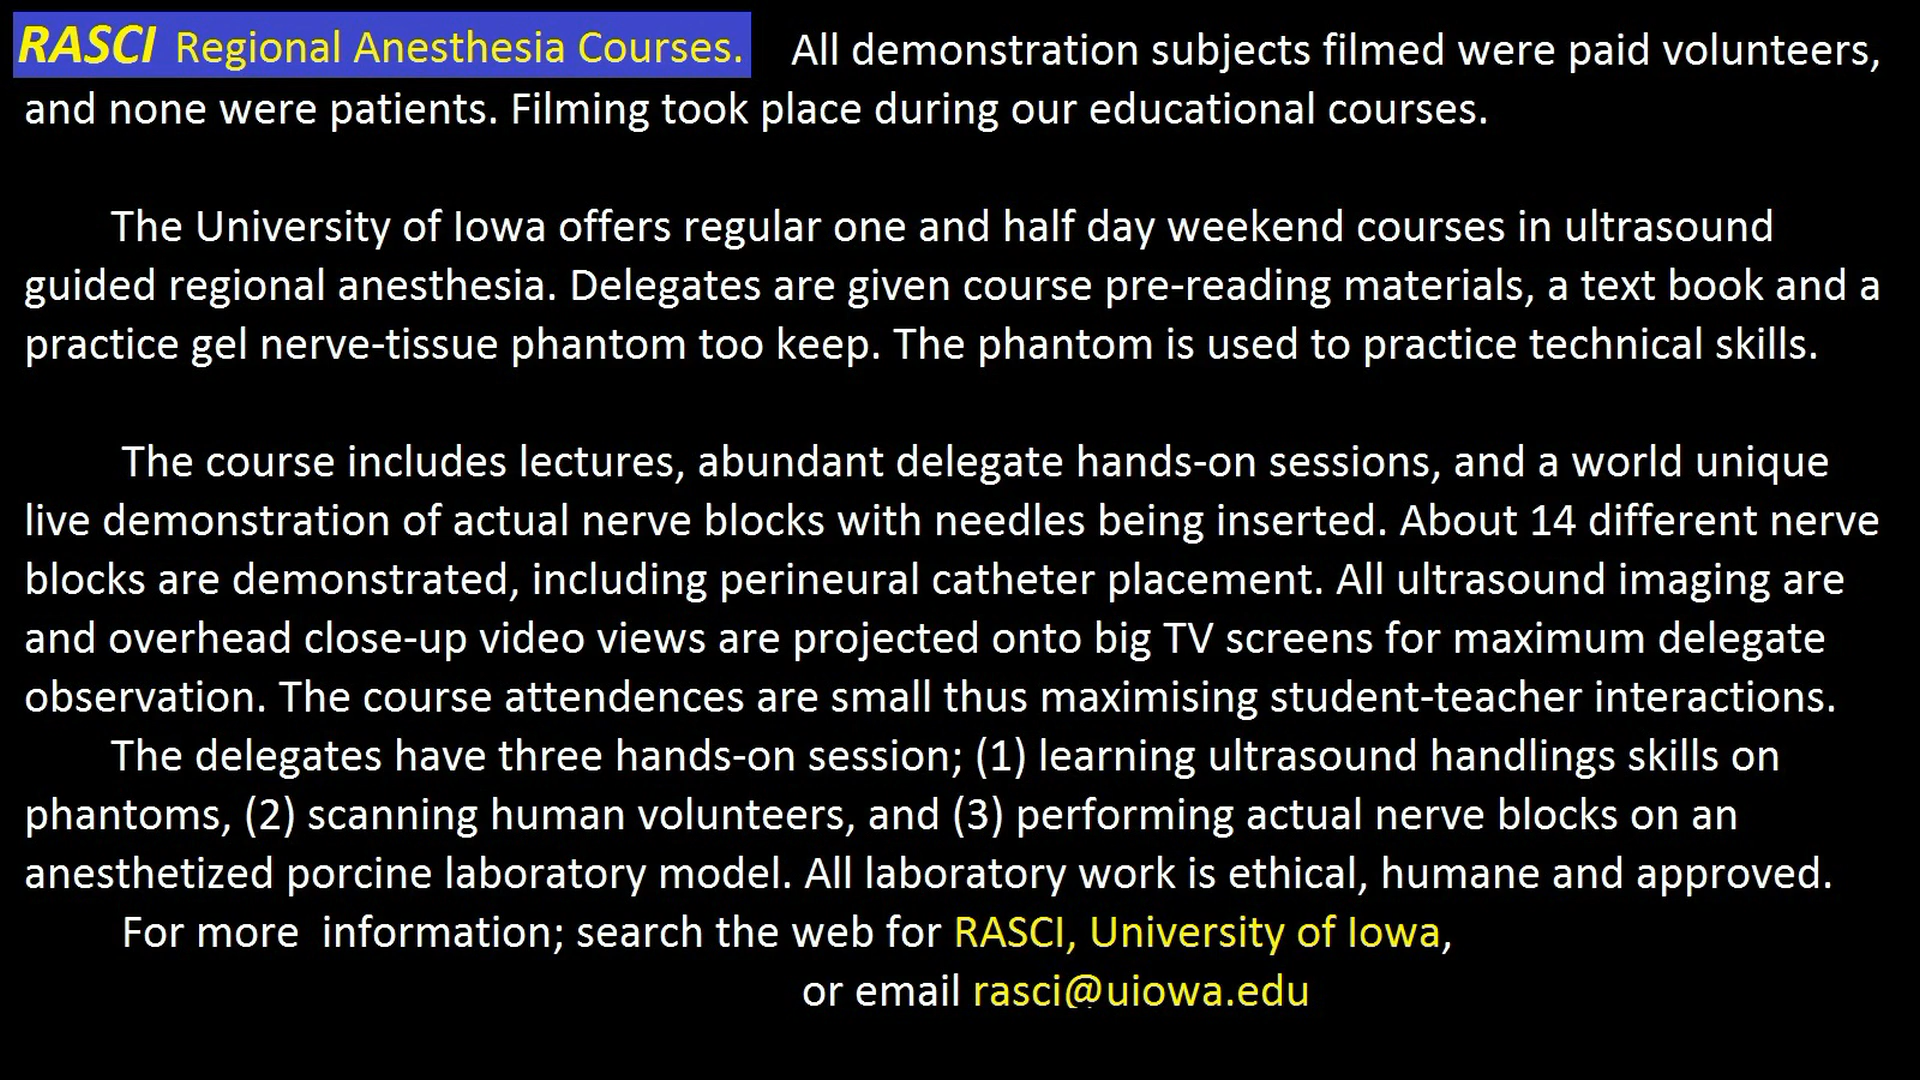 RASCI Regional Anesthesia Courses. All demonstration subjects filmed were paid volunteers,
and none were patients. Filming took place during our educational courses.
The University of Iowa offers regular one and half day weekend courses in ultrasound
guided regional anesthesia. Delegates are given course pre-reading materials, a text book and a
practice gel nerve-tissue phantom too keep. The phantom is used to practice technical skills.
The course includes lectures, abundant delegate hands-on sessions, and a world unique
live demonstration of actual nerve blocks with needles being inserted. About 14 different nerve
blocks are demonstrated, including perineural catheter placement. All ultrasound imaging are
and overhead close-up video views are projected onto big TV screens for maximum delegate
observation. The course attendences are small thus maximising student-teacher interactions.
The delegates have three hands-on session; (1) learning ultrasound handlings skills on
phantoms, (2) scanning human volunteers, and (3) performing actual nerve blocks on an
anesthetized porcine laboratory model. All laboratory work is ethical, humane and approved.
For more information; search the web for RASCI, University of Iowa,
or email rasci@uiowa.edu